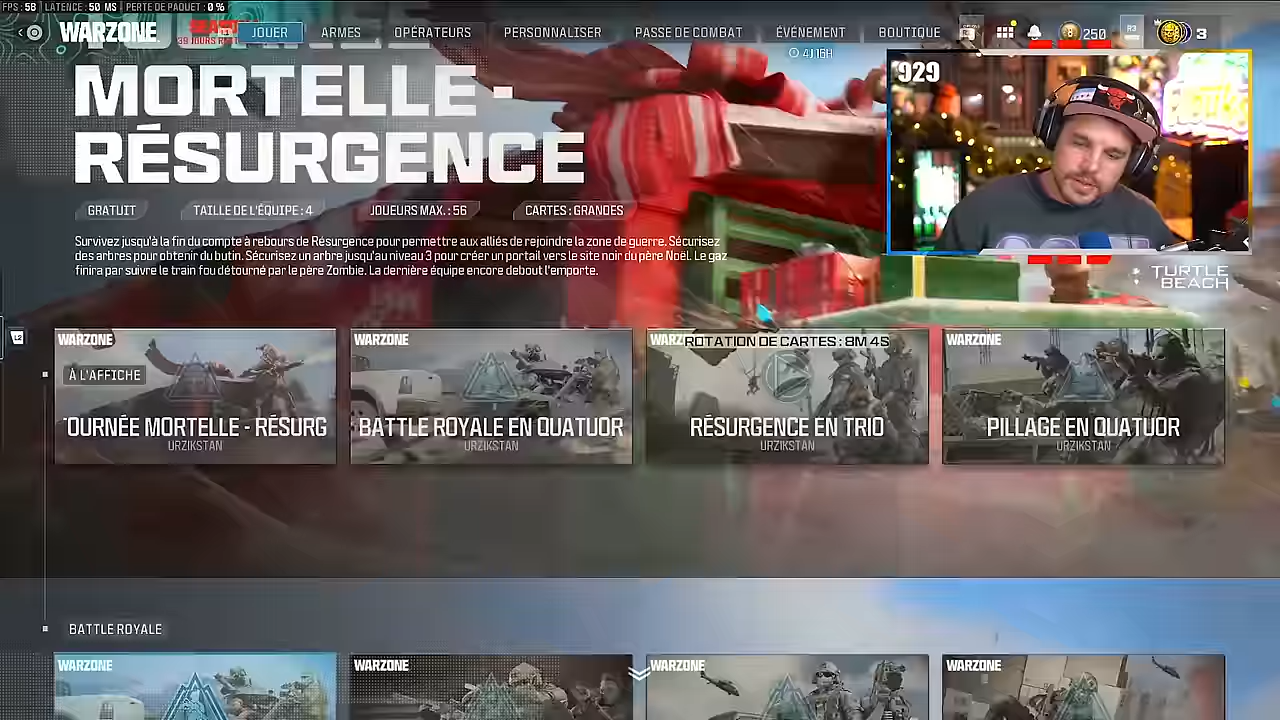 FPS : 58 | LATENCE : 50 MS | PERTE DE PAQUET : 0 %
WARZONE
JOUER
ARMES
OPÉRATEURS
PERSONNALISER
PASSE DE COMBAT
ÉVÉNEMENT
BOUTIQUE
250
3
4J 16H
MORTELLE -
RÉSURGENCE
929
GRATUIT
TAILLE DE L'ÉQUIPE : 4
JOUEURS MAX. : 56
CARTES : GRANDES
Survivez jusqu'à la fin du compte à rebours de Résurgence pour permettre aux alliés de rejoindre la zone de guerre. Sécurisez
des arbres pour obtenir du butin. Sécurisez un arbre jusqu'au niveau 3 pour créer un portail vers le site noir du père Noël. Le gaz
finira par suivre le train fou détourné par le père Zombie. La dernière équipe encore debout l'emporte.
TURTLE
BEACH
WARZONE
À L'AFFICHE
OURNÉE MORTELLE - RÉSURG
URZIKSTAN
WARZONE
BATTLE ROYALE EN QUATUOR
URZIKSTAN
ROTATION DE CARTES : 8M 4S
RÉSURGENCE EN TRIO
URZIKSTAN
WARZONE
PILLAGE EN QUATUOR
URZIKSTAN
BATTLE ROYALE
WARZONE
WARZONE
WARZONE
WARZONE